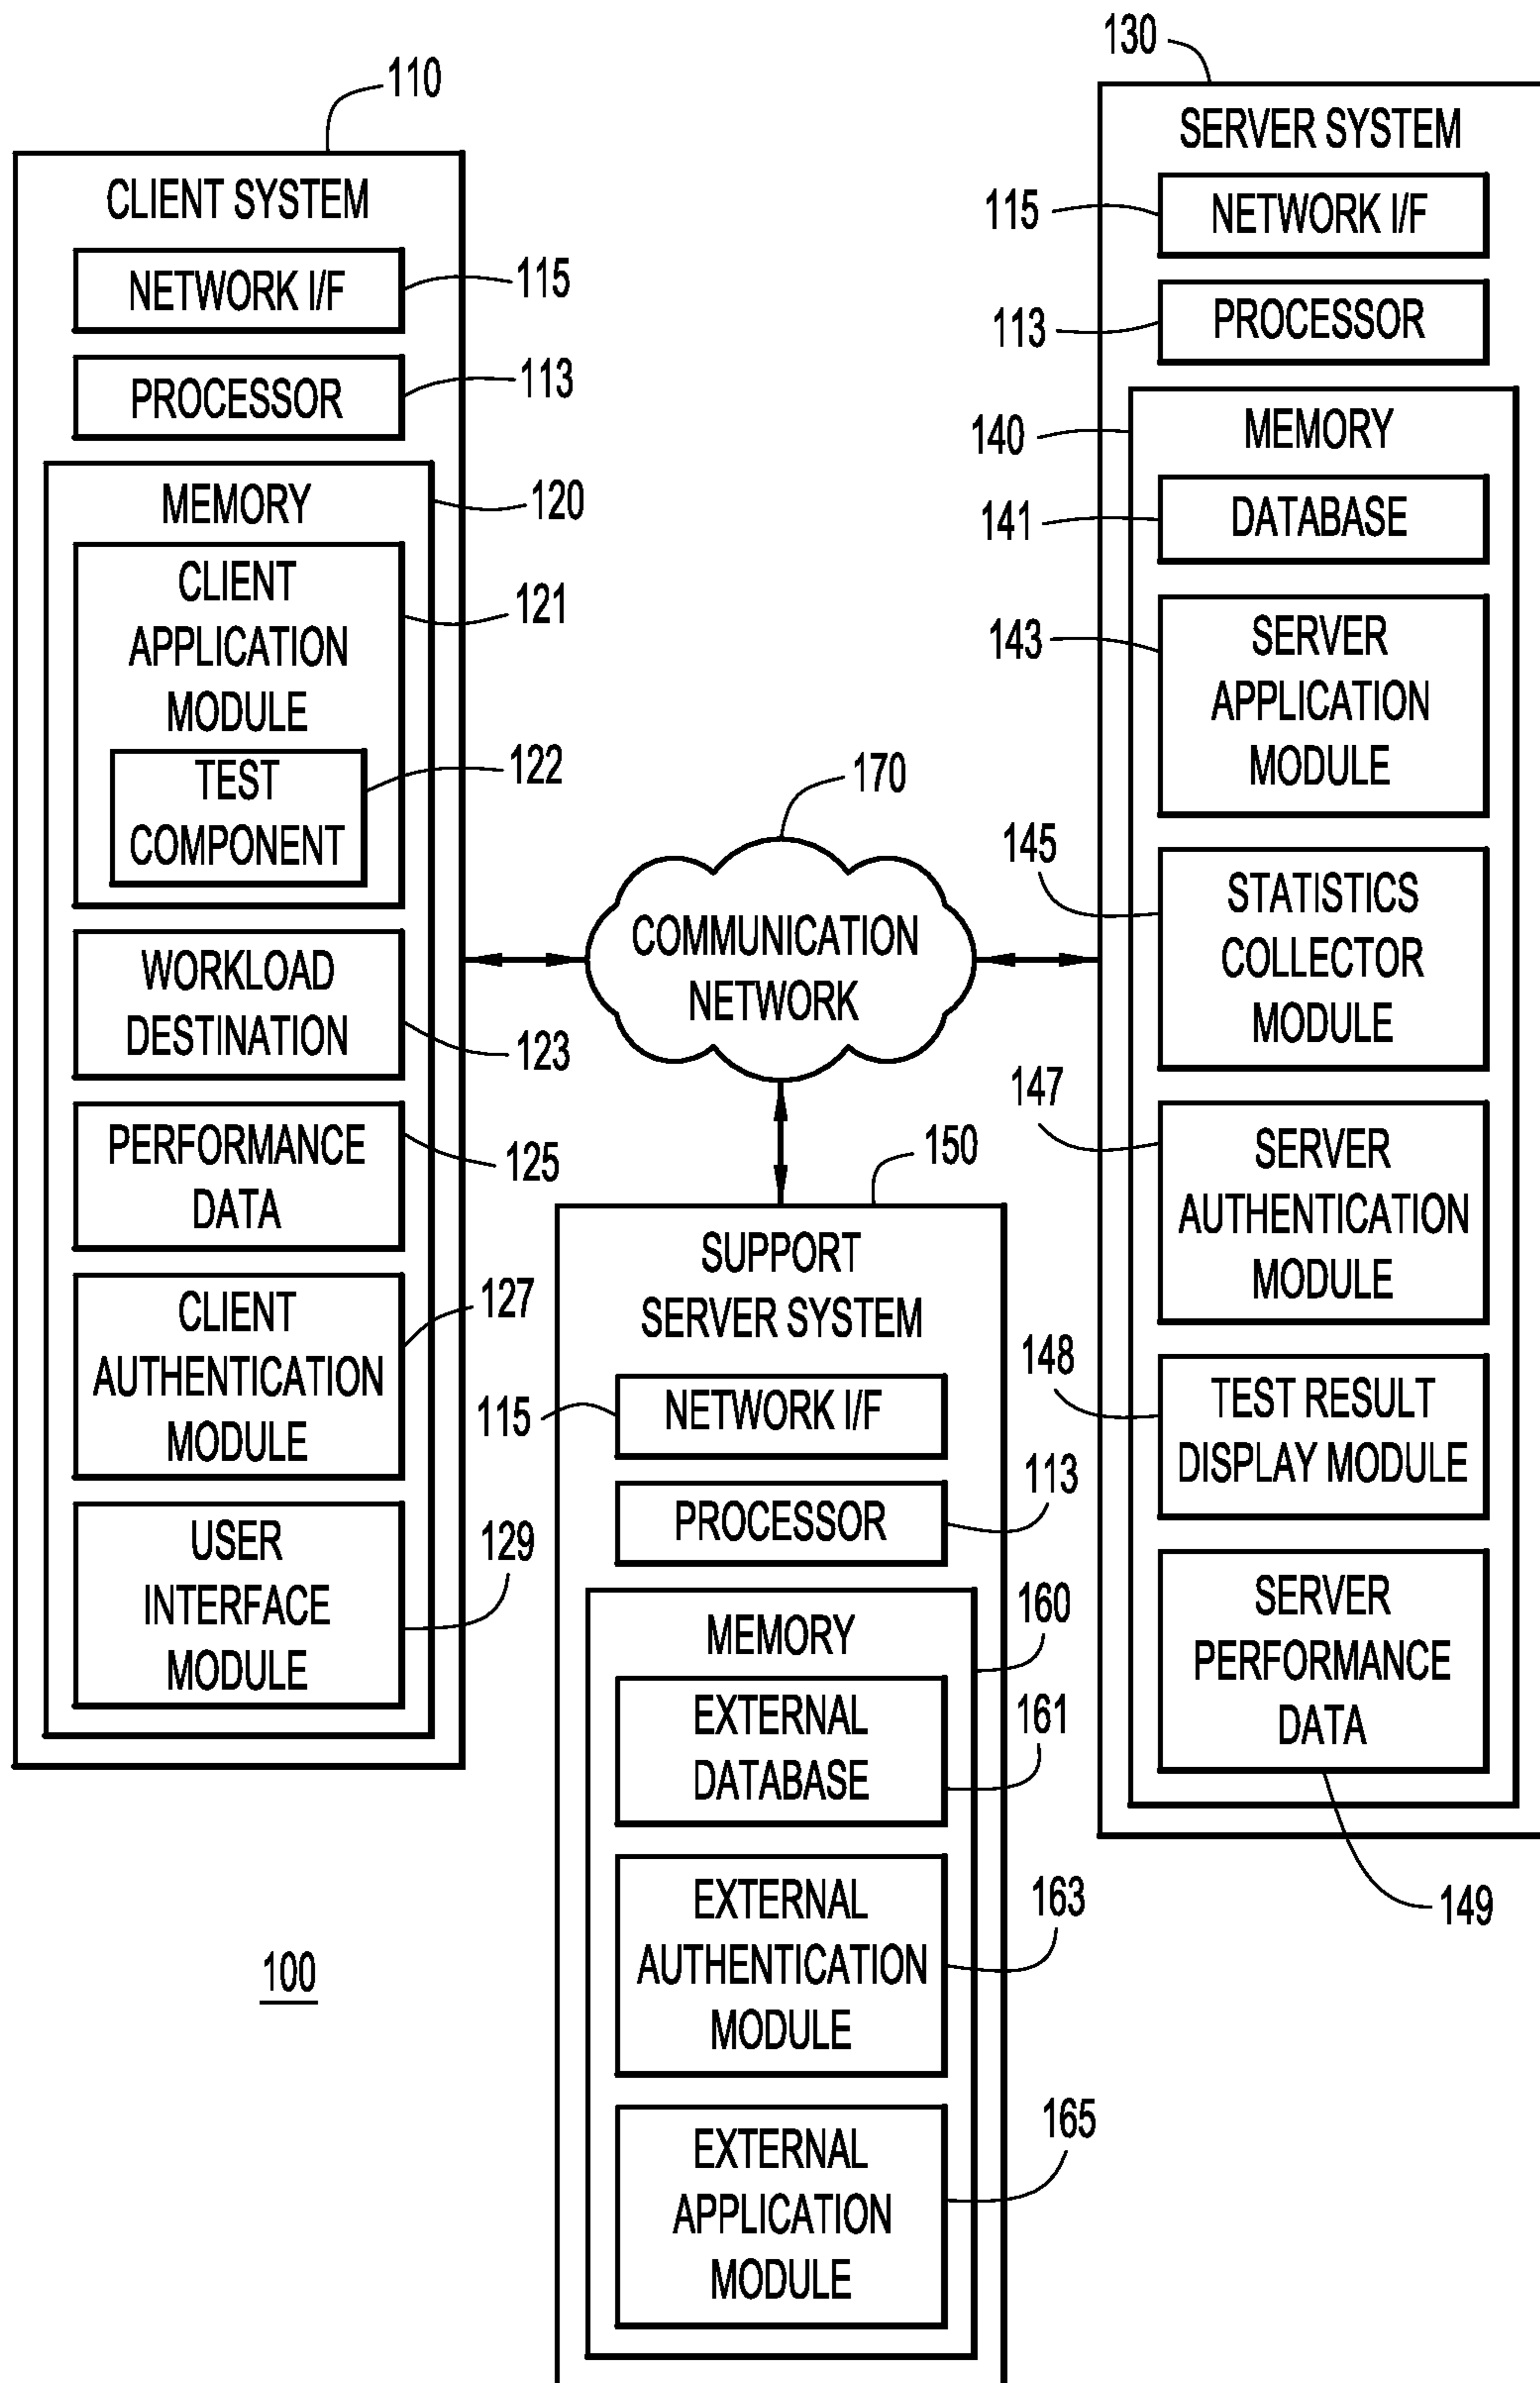 110
CLIENT SYSTEM
NETWORK I/F
115
PROCESSOR
113
MEMORY
120
CLIENT
APPLICATION
MODULE
121
TEST
COMPONENT
122
WORKLOAD
DESTINATION
123
PERFORMANCE
DATA
125
CLIENT
AUTHENTICATION
MODULE
127
USER
INTERFACE
MODULE
129
170
COMMUNICATION
NETWORK
150
SUPPORT
SERVER SYSTEM
115
NETWORK I/F
PROCESSOR
113
MEMORY
160
EXTERNAL
DATABASE
161
EXTERNAL
AUTHENTICATION
MODULE
163
EXTERNAL
APPLICATION
MODULE
165
130
SERVER SYSTEM
115
NETWORK I/F
113
PROCESSOR
140
MEMORY
141
DATABASE
143
SERVER
APPLICATION
MODULE
145
STATISTICS
COLLECTOR
MODULE
147
SERVER
AUTHENTICATION
MODULE
148
TEST RESULT
DISPLAY MODULE
SERVER
PERFORMANCE
DATA
149
100